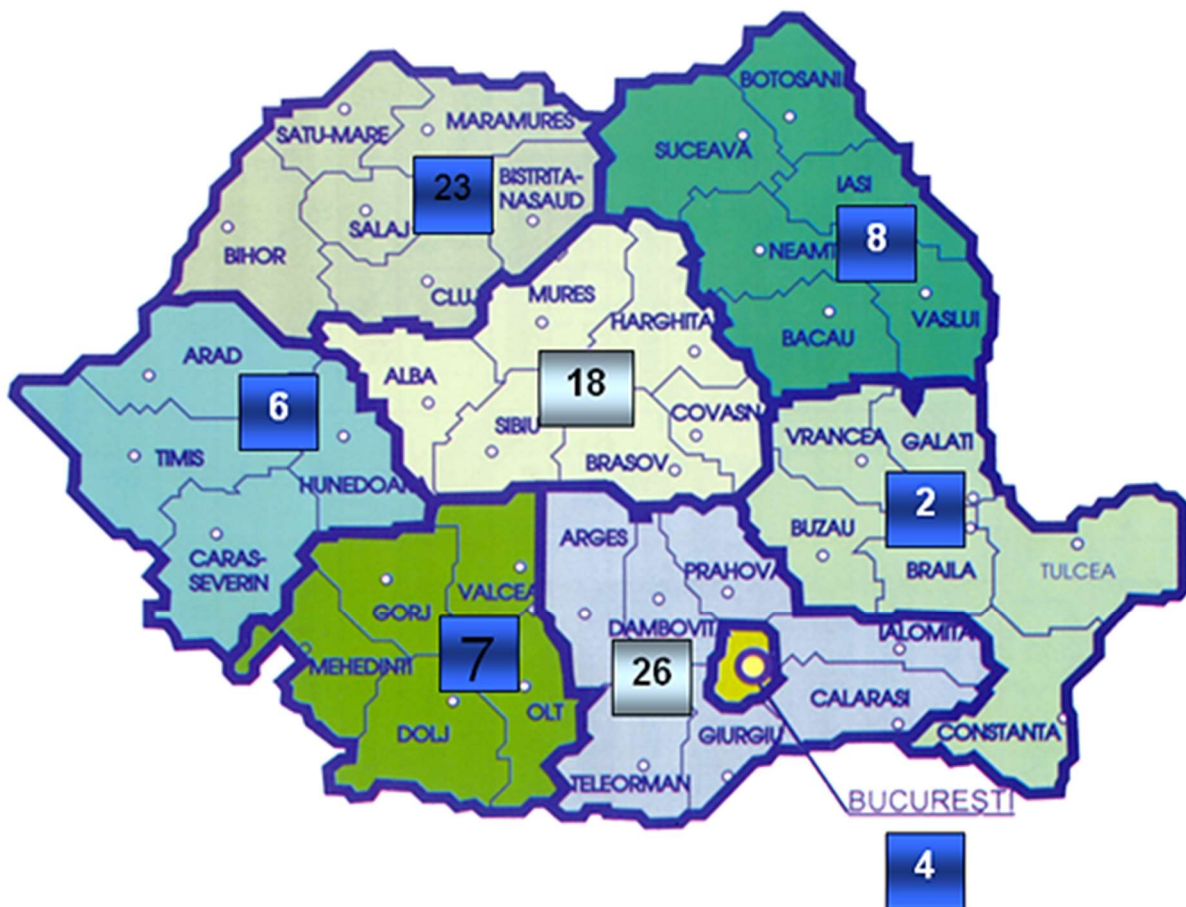 BOTOSANI
SATU-MARE
MARAMURES
SUCEAVA
23
BISTRITA-
NASAUD
IASI
SALAJ
8
BIHOR
NEAMT
CLUJ
MURES
HARGHITA
VASLUI
BACAU
ARAD
ALBA
18
6
COVASN
SIBIU
VRANCEA
GALATI
TIMIS
BRASOV
HUNEDOARA
2
BUZAU
ARGES
CARAS-
SEVERIN
PRAHOVA
BRAILA
TULCEA
VALCEA
GORJ
DAMBOVIT
IALOMITA
7
MEHEDINTI
26
CALARASI
OLT
DOLJ
GIURGIU
CONSTANTA
TELEORMAN
BUCURESTI
4